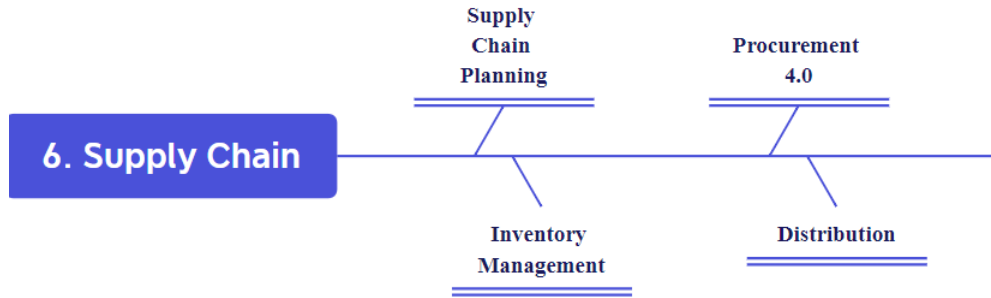 Supply
Chain
Planning
Procurement
4.0
6. Supply Chain
Inventory
Management
Distribution